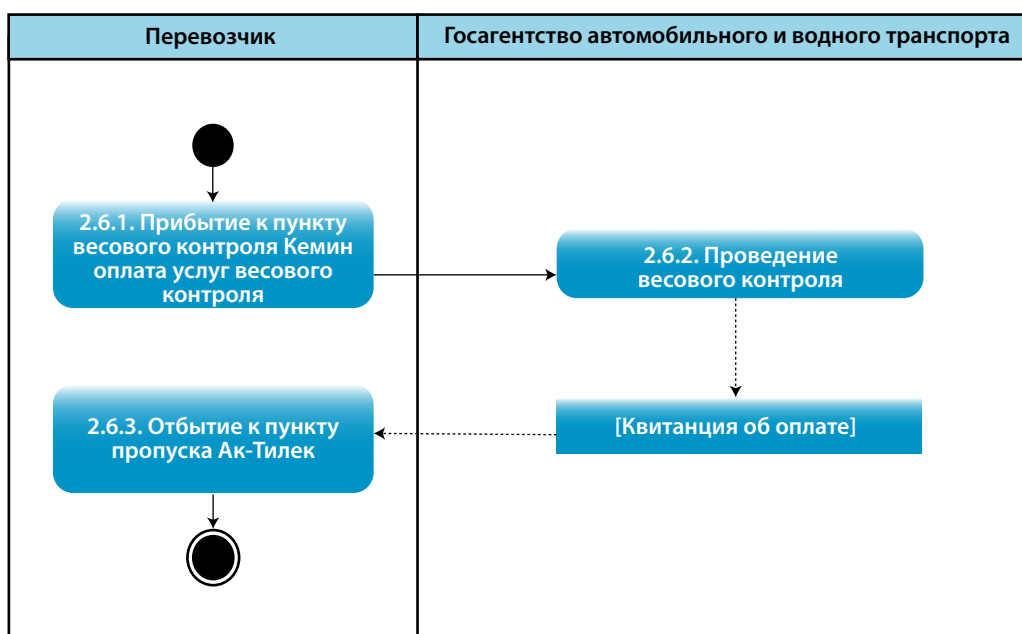 Перевозчик
Госагентство автомобильного и водного транспорта
2.6.1. Прибытие к пункту
весового контроля Кемин
оплата услуг весового
контроля
2.6.2. Проведение
весового контроля
2.6.3. Отбытие к пункту
пропуска Ак-Тилек
[Квитанция об оплате]